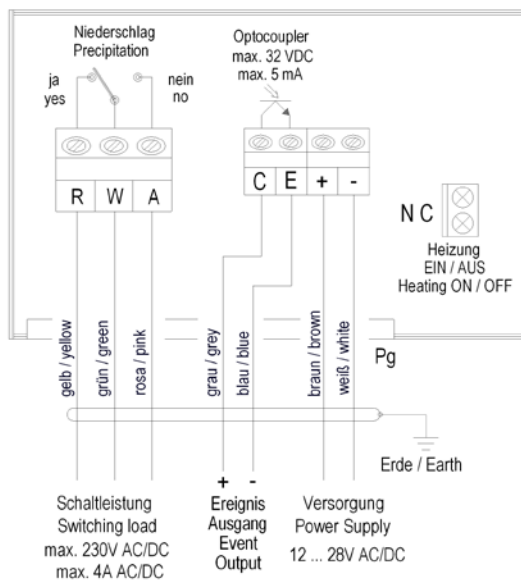 Niederschlag
Precipitation
ja
yes
nein
no
Optocoupler
max. 32 VDC
max. 5 mA
R W A
C E + -
N C
Heizung
EIN / AUS
Heating ON / OFF
gelb / yellow
grün / green
rosa / pink
grau / grey
blau / blue
braun / brown
weiß / white
Pg
Erde / Earth
+ -
Schaltleistung
Switching load
max. 230V AC/DC
max. 4A AC/DC
Ereignis
Ausgang
Event
Output
Versorgung
Power Supply
12 ... 28V AC/DC